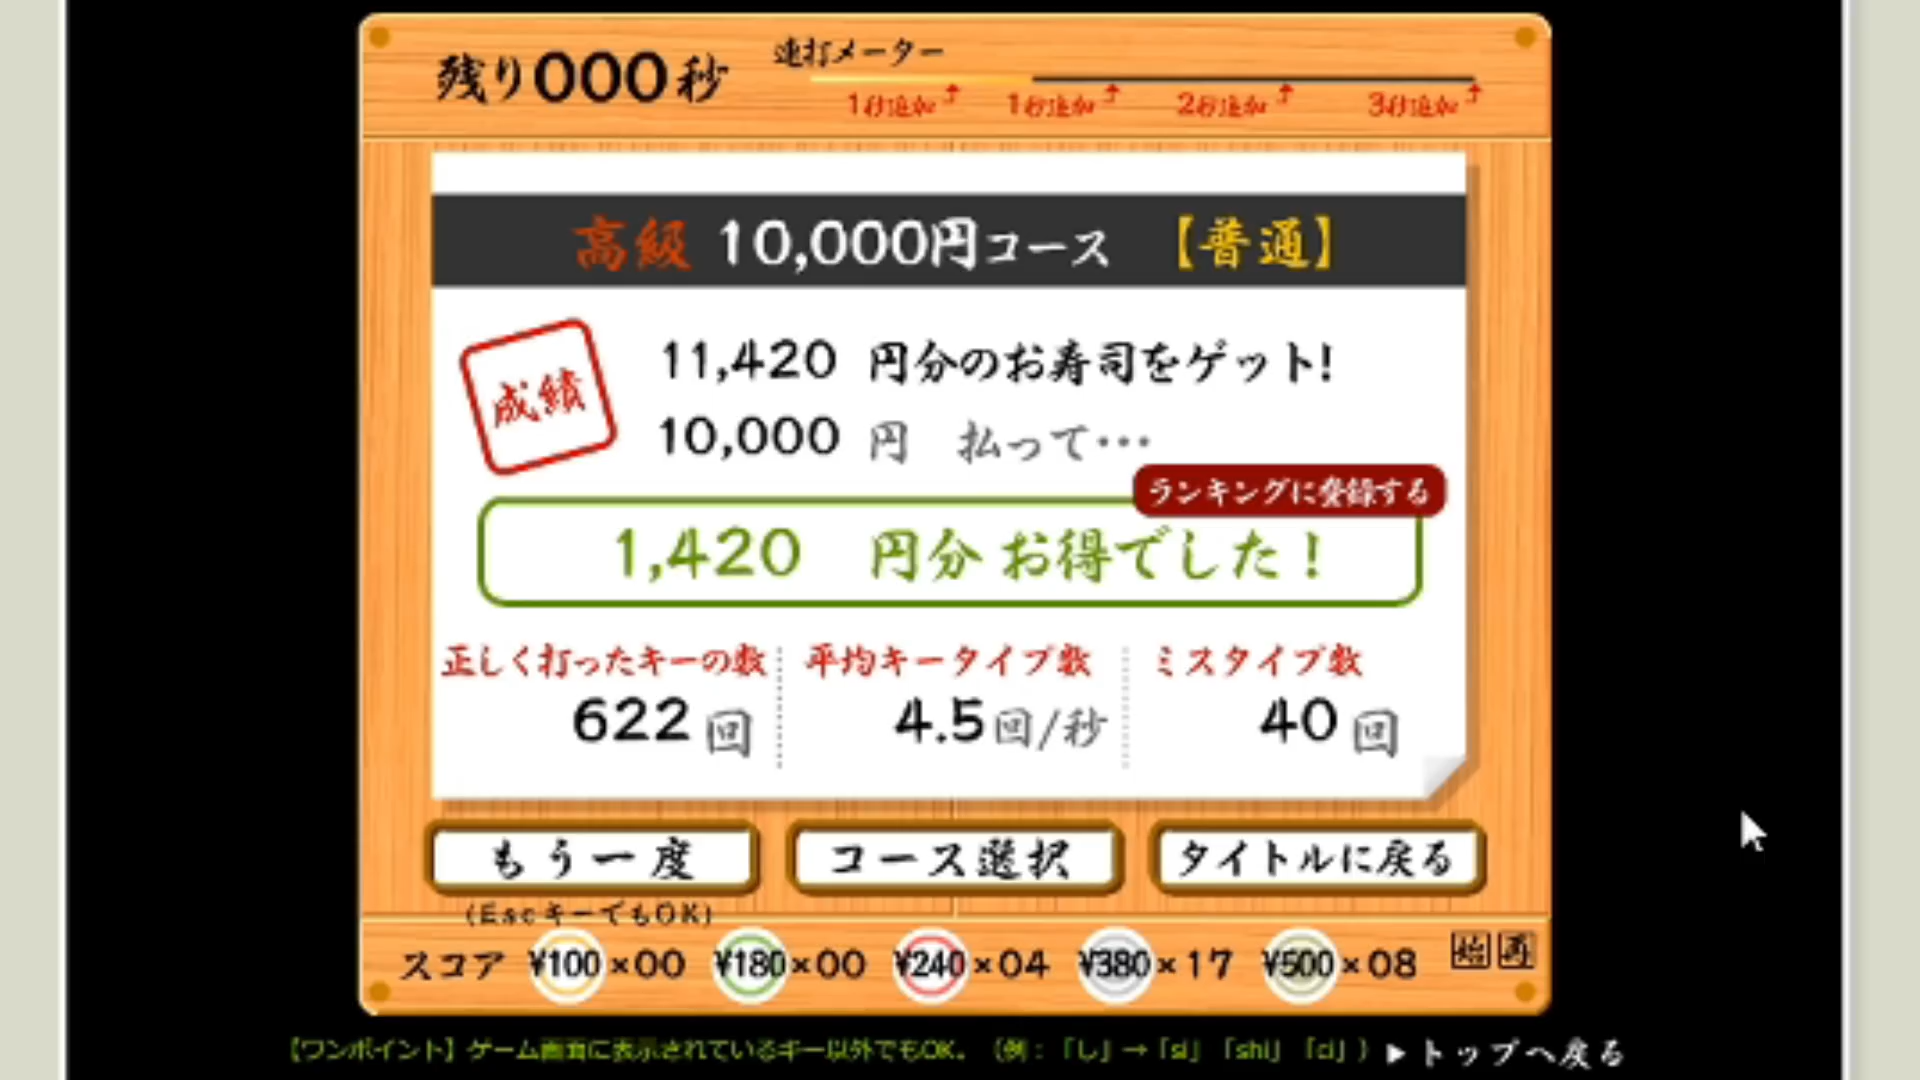 残り000秒
連打メーター
1秒追加 1秒追加 2秒追加 3秒追加
高級 10,000円コース 【普通】
成績
11,420 円分のお寿司をゲット!
10,000 円 払って…
ランキングに登録する
1,420 円分 お得でした!
正しく打ったキーの数 平均キータイプ数 ミスタイプ数
622回 4.5回/秒 40回
もう一度 コース選択 タイトルに戻る
(EscキーでもOK)
スコア ¥100×00 ¥180×00 ¥240×04 ¥380×17 ¥500×08 始 再
【ワンポイント】ゲーム画面に表示されているキー以外でもOK。(例:「し」→「si」「shi」「ci」) ▶トップへ戻る